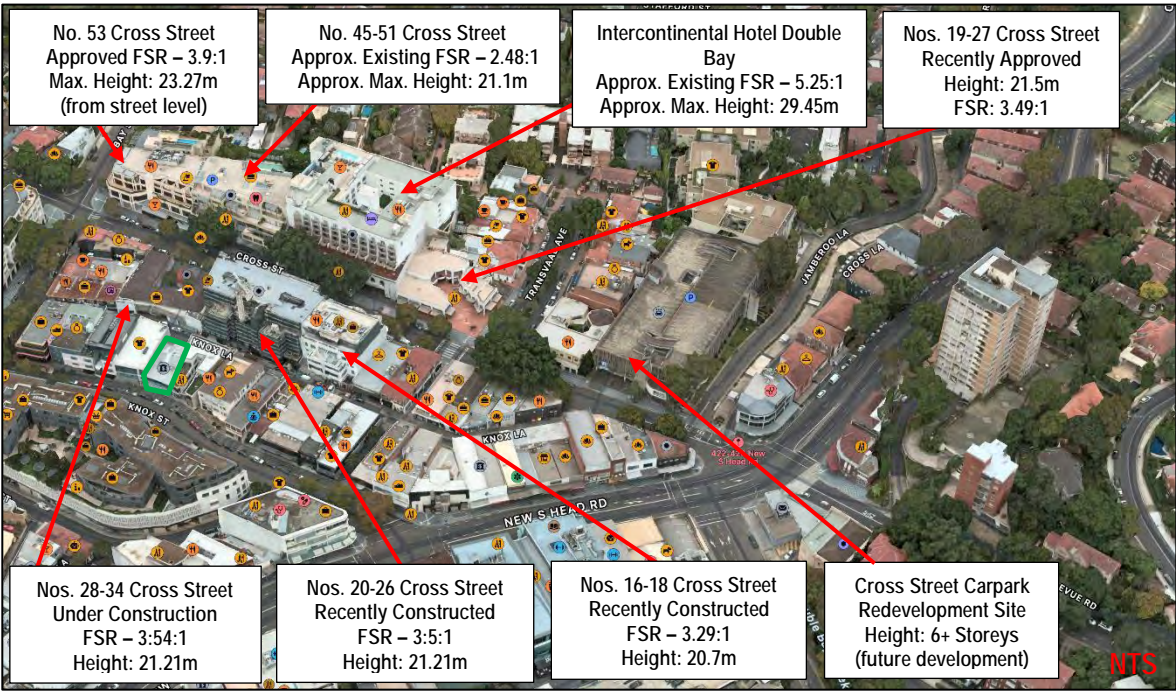 STAFFORD ST
No. 53 Cross Street
Approved FSR – 3.9:1
Max. Height: 23.27m
(from street level)
No. 45-51 Cross Street
Approx. Existing FSR – 2.48:1
Approx. Max. Height: 21.1m
Intercontinental Hotel Double
Bay
Approx. Existing FSR – 5.25:1
Approx. Max. Height: 29.45m
Nos. 19-27 Cross Street
Recently Approved
Height: 21.5m
FSR: 3.49:1
BAY
CROSS ST
TRANSVAAL AVE
JAMBEROO LA
CROSS LA
KNOX LA
KNOX ST
KNOX LA
NEW S HEAD RD
Nos. 28-34 Cross Street
Under Construction
FSR – 3:54:1
Height: 21.21m
Nos. 20-26 Cross Street
Recently Constructed
FSR – 3:5:1
Height: 21.21m
Nos. 16-18 Cross Street
Recently Constructed
FSR – 3.29:1
Height: 20.7m
Cross Street Carpark
Redevelopment Site
Height: 6+ Storeys
(future development)
NTS